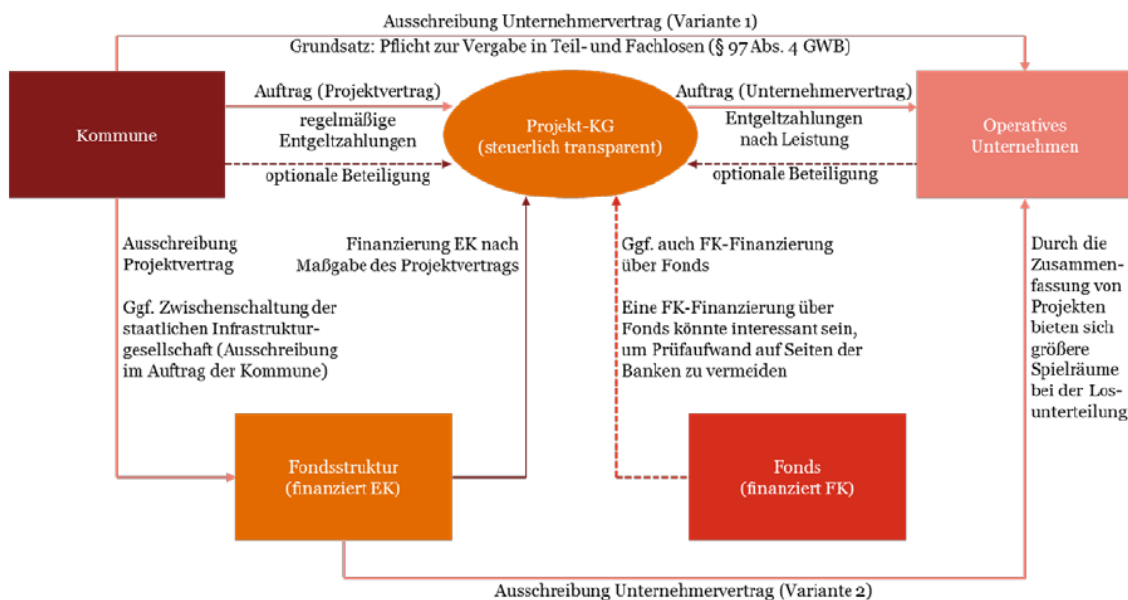 Ausschreibung Unternehmervertrag (Variante 1)
Grundsatz: Pflicht zur Vergabe in Teil- und Fachlosen (§ 97 Abs. 4 GWB)
Kommune
Auftrag (Projektvertrag)
regelmäßige
Entgeltzahlungen
optionale Beteiligung
Projekt-KG
(steuerlich transparent)
Auftrag (Unternehmervertrag)
Entgeltzahlungen
nach Leistung
optionale Beteiligung
Operatives
Unternehmen
Ausschreibung
Projektvertrag
Ggf. Zwischenschaltung der
staatlichen Infrastruktur-
gesellschaft (Ausschreibung
im Auftrag der Kommune)
Finanzierung EK nach
Maßgabe des Projektvertrags
Ggf. auch FK-Finanzierung
über Fonds
Eine FK-Finanzierung über
Fonds könnte interessant sein,
um Prüfaufwand auf Seiten der
Banken zu vermeiden
Durch die
Zusammen-
fassung von
Projekten
bieten sich
größere
Spielräume
bei der Los-
unterteilung
Fondsstruktur
(finanziert EK)
Fonds
(finanziert FK)
Ausschreibung Unternehmervertrag (Variante 2)